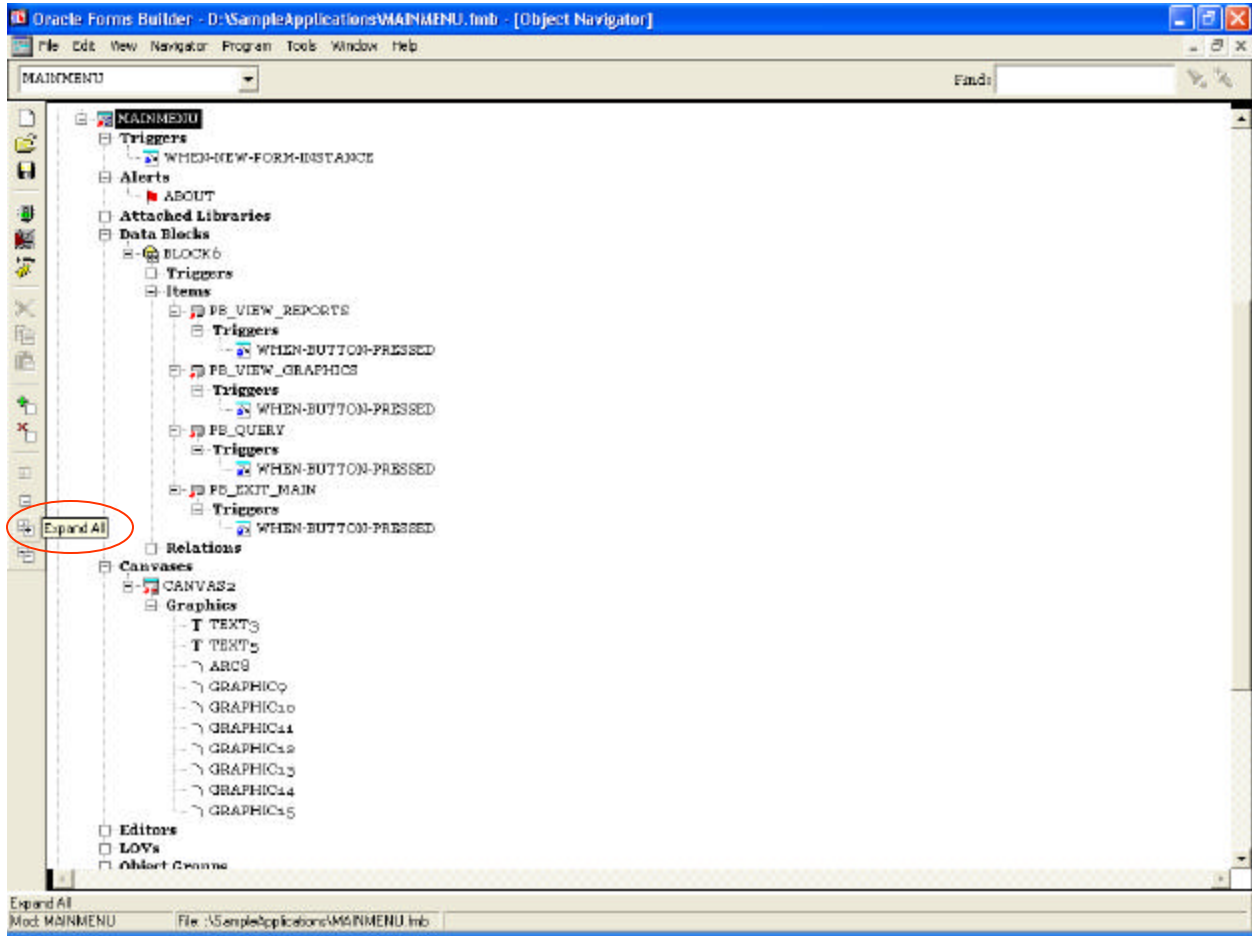 Oracle Forms Builder - D:\SampleApplications\MAINMENU.fmb - [Object Navigator]
File Edit View Navigator Program Tools Window Help
MAINMENU Find:
MAINMENU
Triggers
WHEN-NEW-FORM-INSTANCE
Alerts
ABOUT
Attached Libraries
Data Blocks
BLOCK6
Triggers
Items
PB_VIEW_REPORTS
Triggers
WHEN-BUTTON-PRESSED
PB_VIEW_GRAPHICS
Triggers
WHEN-BUTTON-PRESSED
PB_QUERY
Triggers
WHEN-BUTTON-PRESSED
PB_EXIT_MAIN
Triggers
Expand All WHEN-BUTTON-PRESSED
Relations
Canvases
CANVAS2
Graphics
T TEXT3
T TEXT5
ARC8
GRAPHIC9
GRAPHIC10
GRAPHIC11
GRAPHIC12
GRAPHIC13
GRAPHIC14
GRAPHIC15
Editors
LOVs
Object Groups
Expand All
Mod: MAINMENU File: :\SampleApplications\MAINMENU.fmb